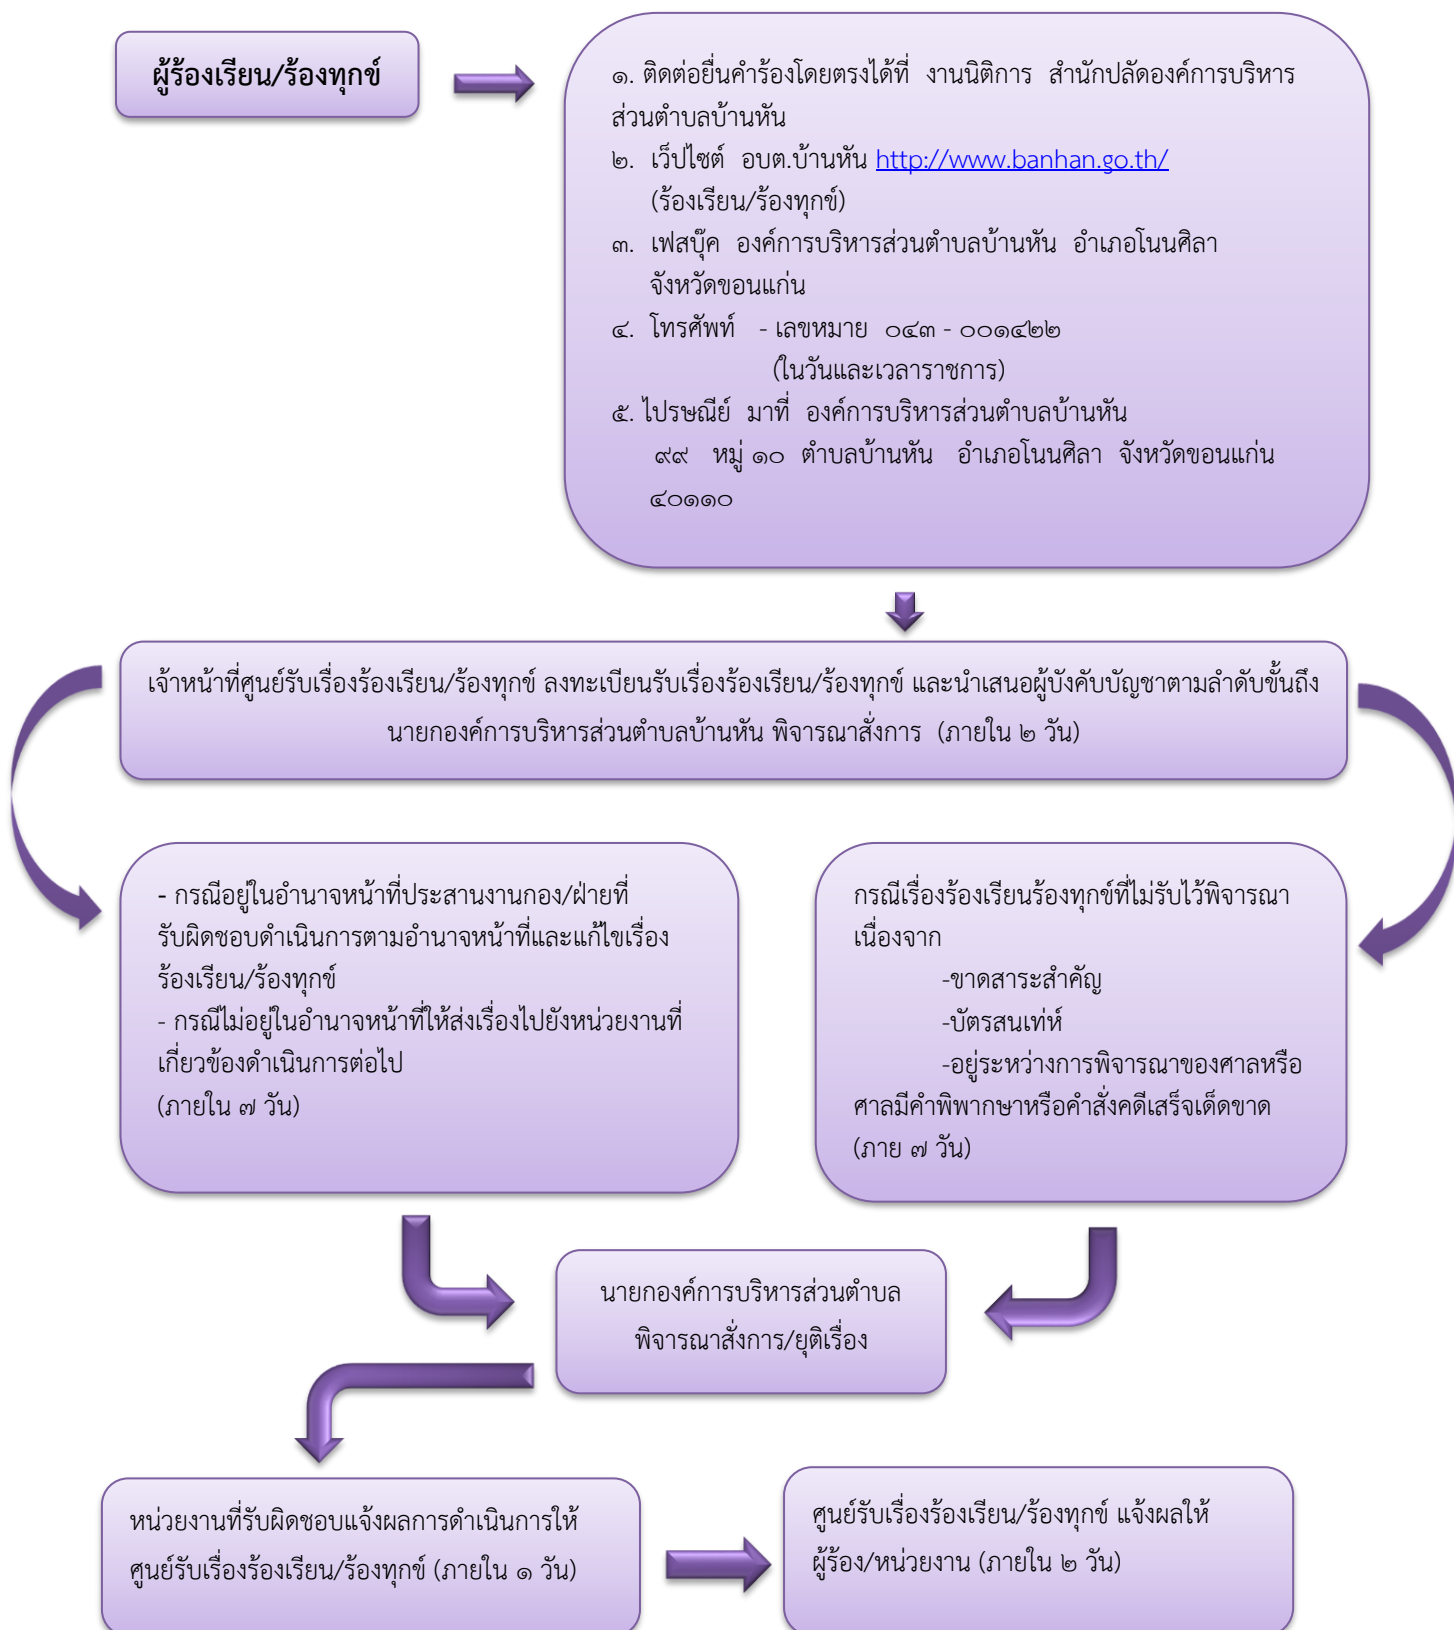 ผู้ร้องเรียน/ร้องทุกข์
๑. ติดต่อยื่นคำร้องโดยตรงได้ที่ งานนิติการ สำนักปลัดองค์การบริหาร
ส่วนตำบลบ้านหัน
๒. เว็ปไซต์ อบต.บ้านหัน http://www.banhan.go.th/
(ร้องเรียน/ร้องทุกข์)
๓. เฟสบุ๊ค องค์การบริหารส่วนตำบลบ้านหัน อำเภอโนนศิลา
จังหวัดขอนแก่น
๔. โทรศัพท์ - เลขหมาย ๐๔๓ - ๐๐๑๔๒๒
(ในวันและเวลาราชการ)
๕. ไปรษณีย์ มาที่ องค์การบริหารส่วนตำบลบ้านหัน
๙๙ หมู่ ๑๐ ตำบลบ้านหัน อำเภอโนนศิลา จังหวัดขอนแก่น
๔๐๑๑๐
เจ้าหน้าที่ศูนย์รับเรื่องร้องเรียน/ร้องทุกข์ ลงทะเบียนรับเรื่องร้องเรียน/ร้องทุกข์ และนำเสนอผู้บังคับบัญชาตามลำดับขั้นถึง
นายกองค์การบริหารส่วนตำบลบ้านหัน พิจารณาสั่งการ (ภายใน ๒ วัน)
- กรณีอยู่ในอำนาจหน้าที่ประสานงานกอง/ฝ่ายที่
รับผิดชอบดำเนินการตามอำนาจหน้าที่และแก้ไขเรื่อง
ร้องเรียน/ร้องทุกข์
- กรณีไม่อยู่ในอำนาจหน้าที่ให้ส่งเรื่องไปยังหน่วยงานที่
เกี่ยวข้องดำเนินการต่อไป
(ภายใน ๗ วัน)
กรณีเรื่องร้องเรียนร้องทุกข์ที่ไม่รับไว้พิจารณา
เนื่องจาก
-ขาดสาระสำคัญ
-บัตรสนเท่ห์
-อยู่ระหว่างการพิจารณาของศาลหรือ
ศาลมีคำพิพากษาหรือคำสั่งคดีเสร็จเด็ดขาด
(ภาย ๗ วัน)
นายกองค์การบริหารส่วนตำบล
พิจารณาสั่งการ/ยุติเรื่อง
หน่วยงานที่รับผิดชอบแจ้งผลการดำเนินการให้
ศูนย์รับเรื่องร้องเรียน/ร้องทุกข์ (ภายใน ๑ วัน)
ศูนย์รับเรื่องร้องเรียน/ร้องทุกข์ แจ้งผลให้
ผู้ร้อง/หน่วยงาน (ภายใน ๒ วัน)